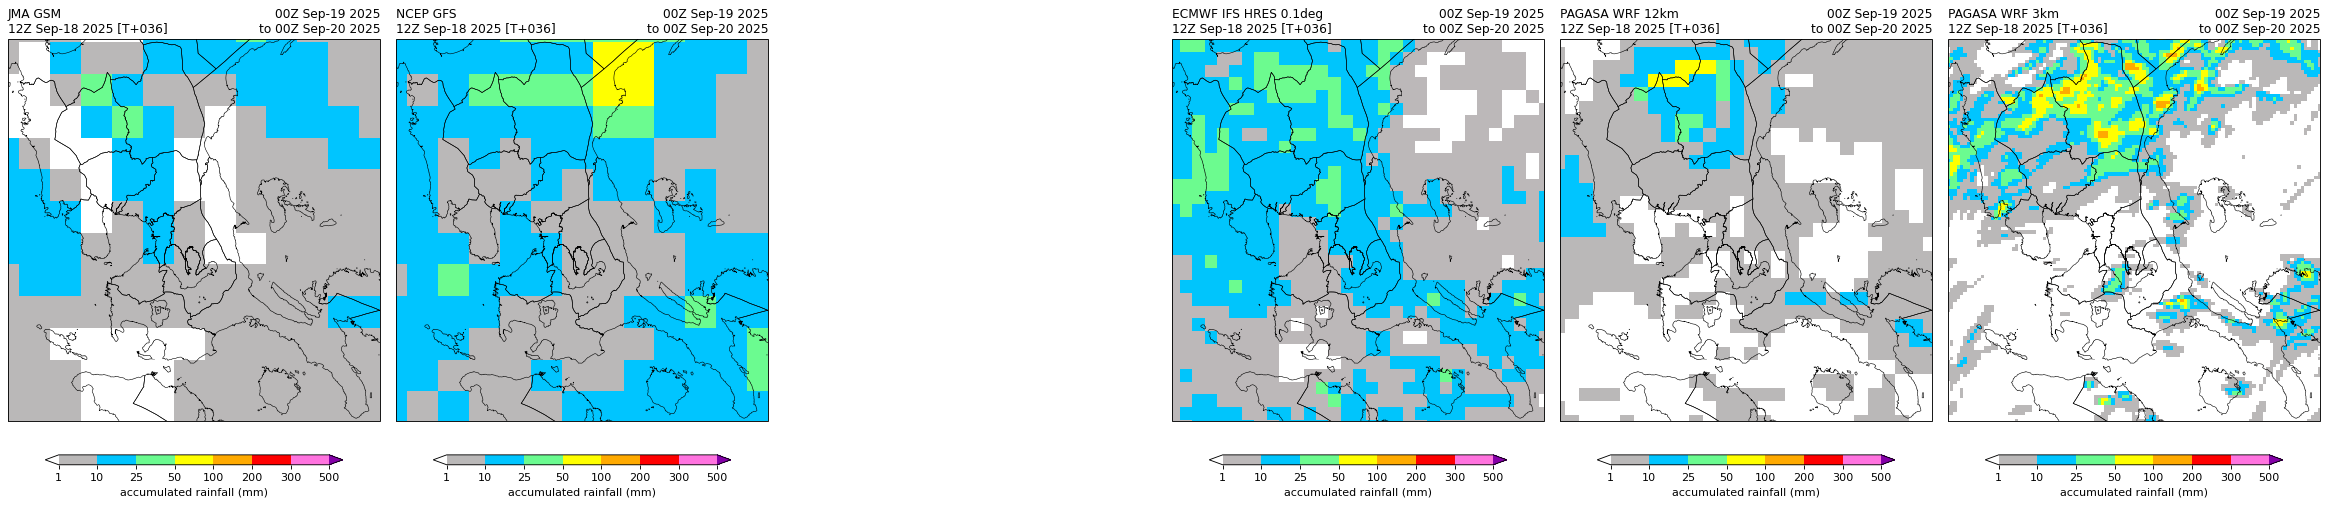 JMA GSM 00Z Sep-19 2025
12Z Sep-18 2025 [T+036] to 00Z Sep-20 2025
1 10 25 50 100 200 300 500
accumulated rainfall (mm)
NCEP GFS 00Z Sep-19 2025
12Z Sep-18 2025 [T+036] to 00Z Sep-20 2025
1 10 25 50 100 200 300 500
accumulated rainfall (mm)
ECMWF IFS HRES 0.1deg 00Z Sep-19 2025
12Z Sep-18 2025 [T+036] to 00Z Sep-20 2025
1 10 25 50 100 200 300 500
accumulated rainfall (mm)
PAGASA WRF 12km 00Z Sep-19 2025
12Z Sep-18 2025 [T+036] to 00Z Sep-20 2025
1 10 25 50 100 200 300 500
accumulated rainfall (mm)
PAGASA WRF 3km 00Z Sep-19 2025
12Z Sep-18 2025 [T+036] to 00Z Sep-20 2025
1 10 25 50 100 200 300 500
accumulated rainfall (mm)